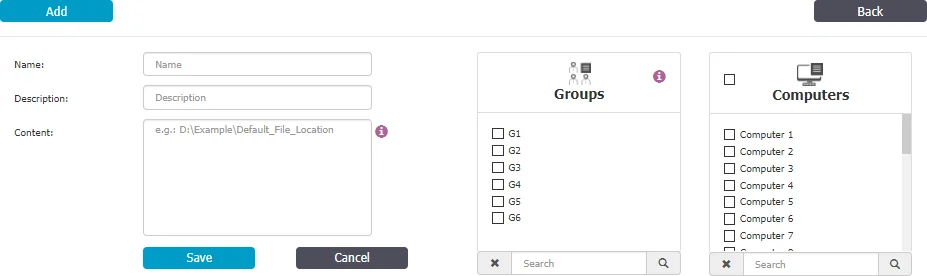 Add
Back
Name:
Name
Description:
Description
Content:
e.g.: D:\Example\Default_File_Location
Save
Cancel
Groups
G1
G2
G3
G4
G5
G6
Search
Computers
Computer 1
Computer 2
Computer 3
Computer 4
Computer 5
Computer 6
Computer 7
Search